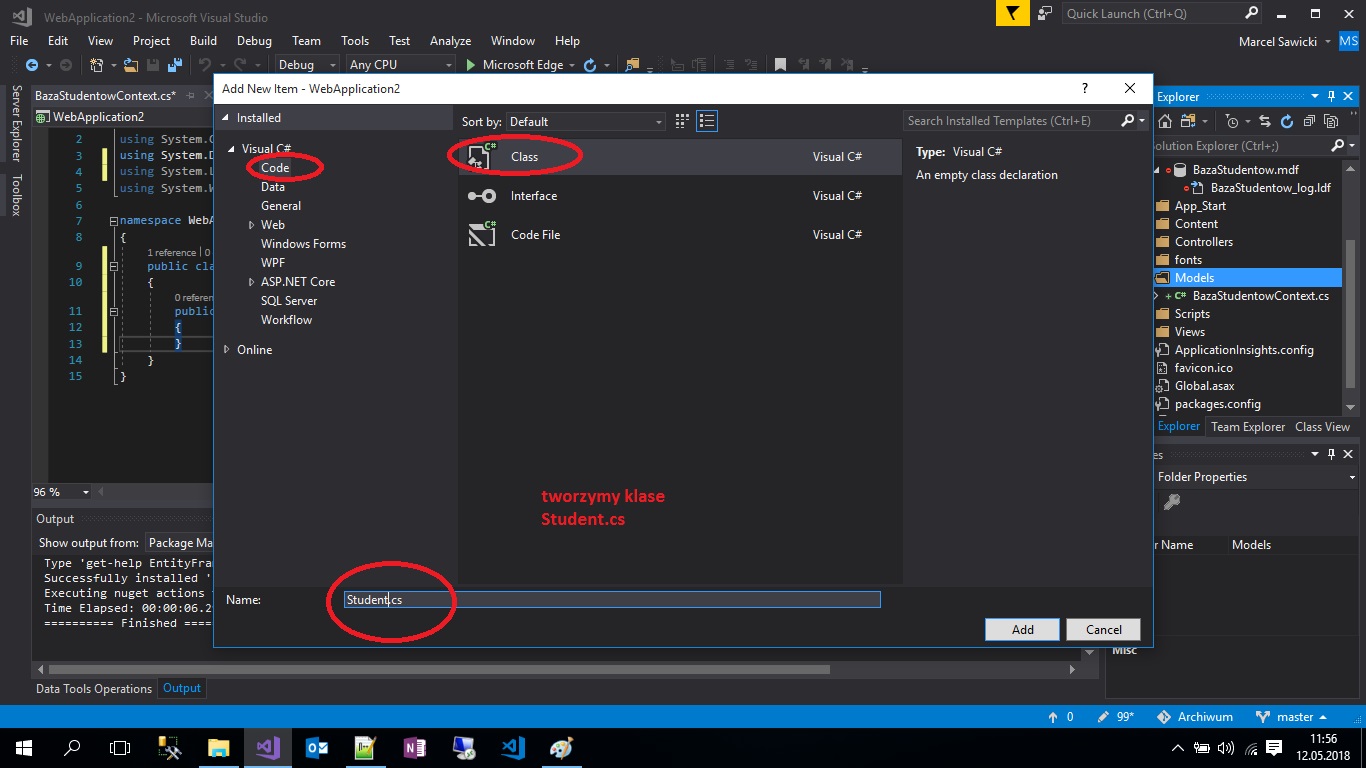 WebApplication2 - Microsoft Visual Studio
Quick Launch (Ctrl+Q)
File Edit View Project Build Debug Team Tools Test Analyze Window Help
Marcel Sawicki MS
Debug Any CPU Microsoft Edge
Server Explorer
Toolbox
BazaStudentowContext.cs*
WebApplication2
2 using System.
3 using System.D
4 using System.L
5 using System.
6
7 namespace WebA
8 {
1 reference | 0
9 public cla
10 {
0 referen
11 public
12 {
13 }
14 }
15 }
96 %
Output
Show output from: Package Ma
Type 'get-help EntityFra
Successfully installed '
Executing nuget actions
Time Elapsed: 00:00:06.2
========== Finished ====
Data Tools Operations Output
Add New Item - WebApplication2
?
Installed
Visual C#
Code
Data
General
Web
Windows Forms
WPF
ASP.NET Core
SQL Server
Workflow
Online
Sort by: Default
Class Visual C#
Interface Visual C#
Code File Visual C#
tworzymy klase
Student.cs
Search Installed Templates (Ctrl+E)
Type: Visual C#
An empty class declaration
Name: Student.cs
Add Cancel
Explorer
olution Explorer (Ctrl+;)
BazaStudentow.mdf
BazaStudentow_log.ldf
App_Start
Content
Controllers
fonts
Models
+ C# BazaStudentowContext.cs
Scripts
Views
ApplicationInsights.config
favicon.ico
Global.asax
packages.config
Explorer Team Explorer Class View
es
Folder Properties
r Name Models
Misc
0 99* Archiwum master
11:56
12.05.2018